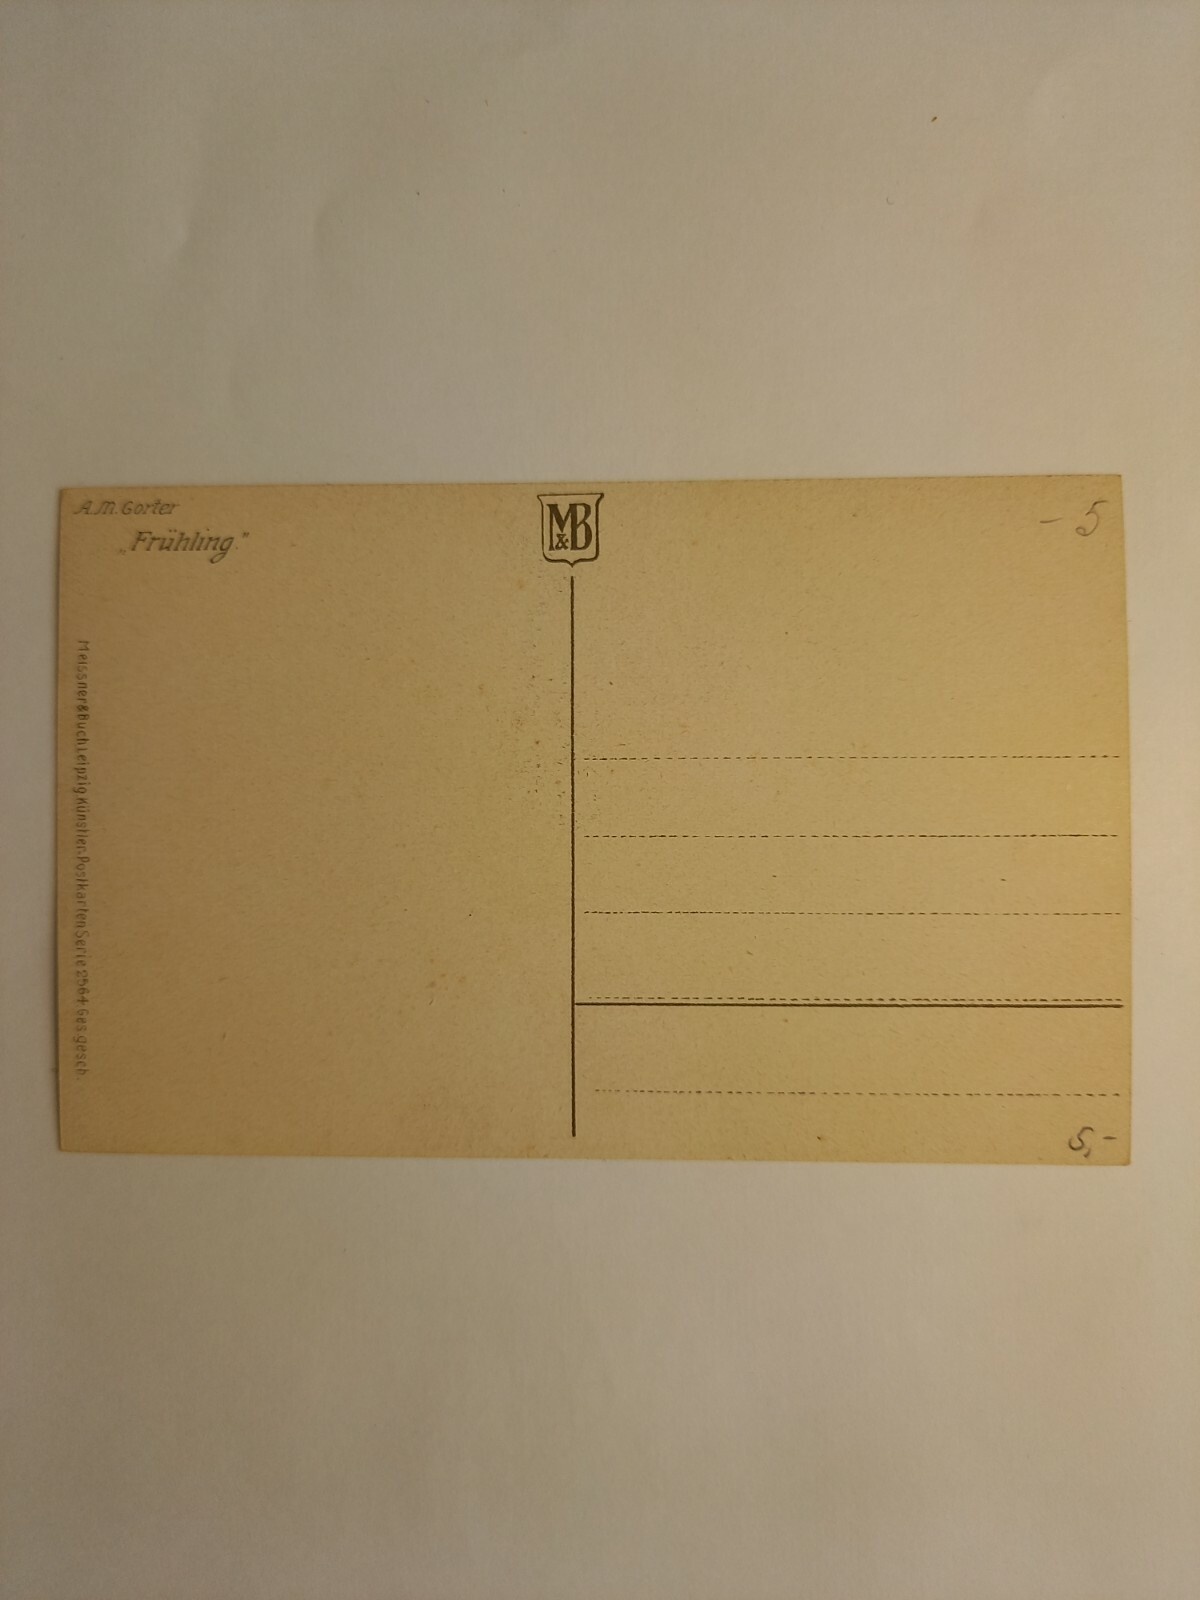 A.M. Gorter
„Frühling."
M&B
- 5
Meissner & Buch Leipzig Künstler-Postkarten Serie 2564 Ges. gesch.
5,-